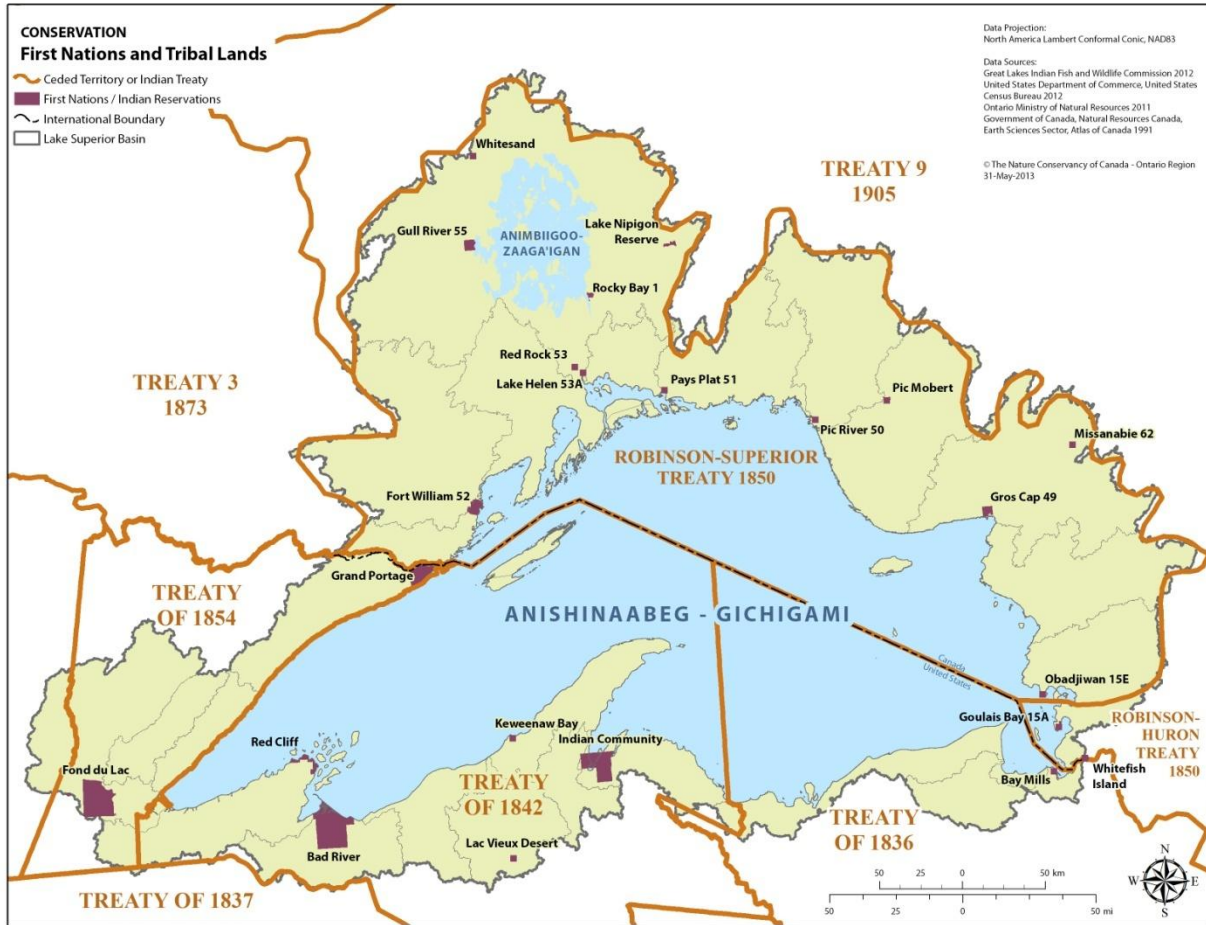 CONSERVATION
First Nations and Tribal Lands
Ceded Territory or Indian Treaty
First Nations / Indian Reservations
International Boundary
Lake Superior Basin
Data Projection:
North America Lambert Conformal Conic, NAD83
Data Sources:
Great Lakes Indian Fish and Wildlife Commission 2012
United States Department of Commerce, United States
Census Bureau 2012
Ontario Ministry of Natural Resources 2011
Government of Canada, Natural Resources Canada,
Earth Sciences Sector, Atlas of Canada 1991
© The Nature Conservancy of Canada - Ontario Region
31-May-2013
Whitesand
TREATY 9
1905
Gull River 55
ANIMBIIGOO-
ZAAGA'IGAN
Lake Nipigon
Reserve
Rocky Bay 1
TREATY 3
1873
Red Rock 53
Lake Helen 53A
Pays Plat 51
Pic Mobert
Pic River 50
Missanabie 62
ROBINSON-SUPERIOR
TREATY 1850
Fort William 52
Gros Cap 49
Grand Portage
TREATY
OF 1854
ANISHINAABEG - GICHIGAMI
Canada
United States
Obadjiwan 15E
Goulais Bay 15A
ROBINSON-
HURON
TREATY
1850
Keweenaw Bay
Indian Community
Red Cliff
Fond du Lac
TREATY
OF 1842
Bay Mills
Whitefish
Island
TREATY
OF 1836
Bad River
Lac Vieux Desert
TREATY OF 1837
50 25 0 50 km
50 25 0 50 mi
N
W E
S